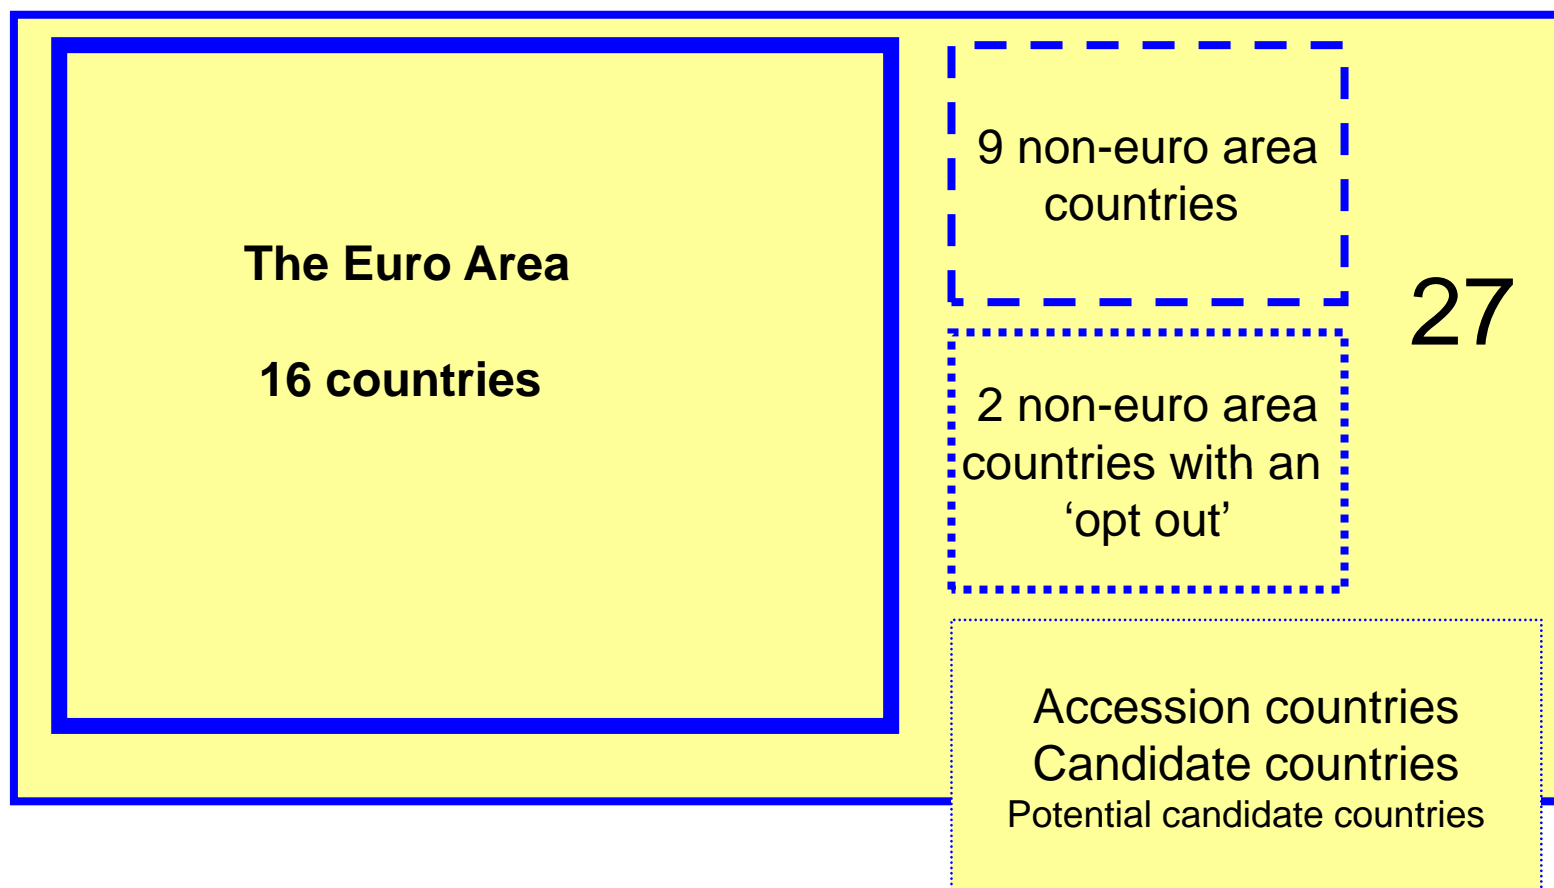 The Euro Area
16 countries
9 non-euro area
countries
27
2 non-euro area
countries with an
‘opt out’
Accession countries
Candidate countries
Potential candidate countries